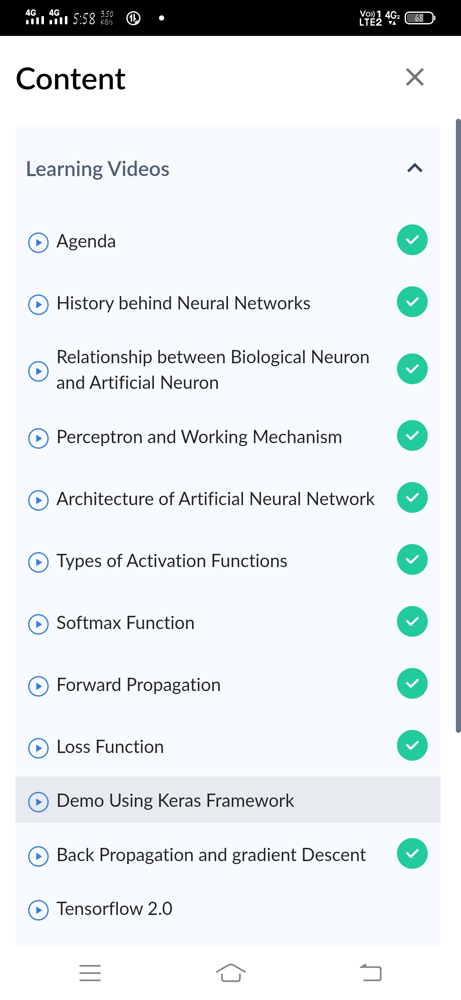 4G 4G 5:58 3.50 KB/s Vo)) 1 LTE2 4G2 68
Content
Learning Videos
Agenda
History behind Neural Networks
Relationship between Biological Neuron
and Artificial Neuron
Perceptron and Working Mechanism
Architecture of Artificial Neural Network
Types of Activation Functions
Softmax Function
Forward Propagation
Loss Function
Demo Using Keras Framework
Back Propagation and gradient Descent
Tensorflow 2.0